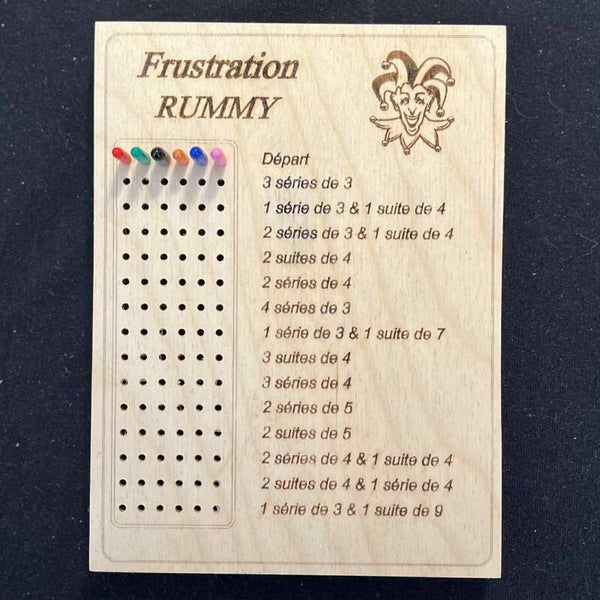 Frustration
RUMMY
Départ
3 séries de 3
1 série de 3 & 1 suite de 4
2 séries de 3 & 1 suite de 4
2 suites de 4
2 séries de 4
4 séries de 3
1 série de 3 & 1 suite de 7
3 suites de 4
3 séries de 4
2 séries de 5
2 suites de 5
2 séries de 4 & 1 suite de 4
2 suites de 4 & 1 série de 4
1 série de 3 & 1 suite de 9